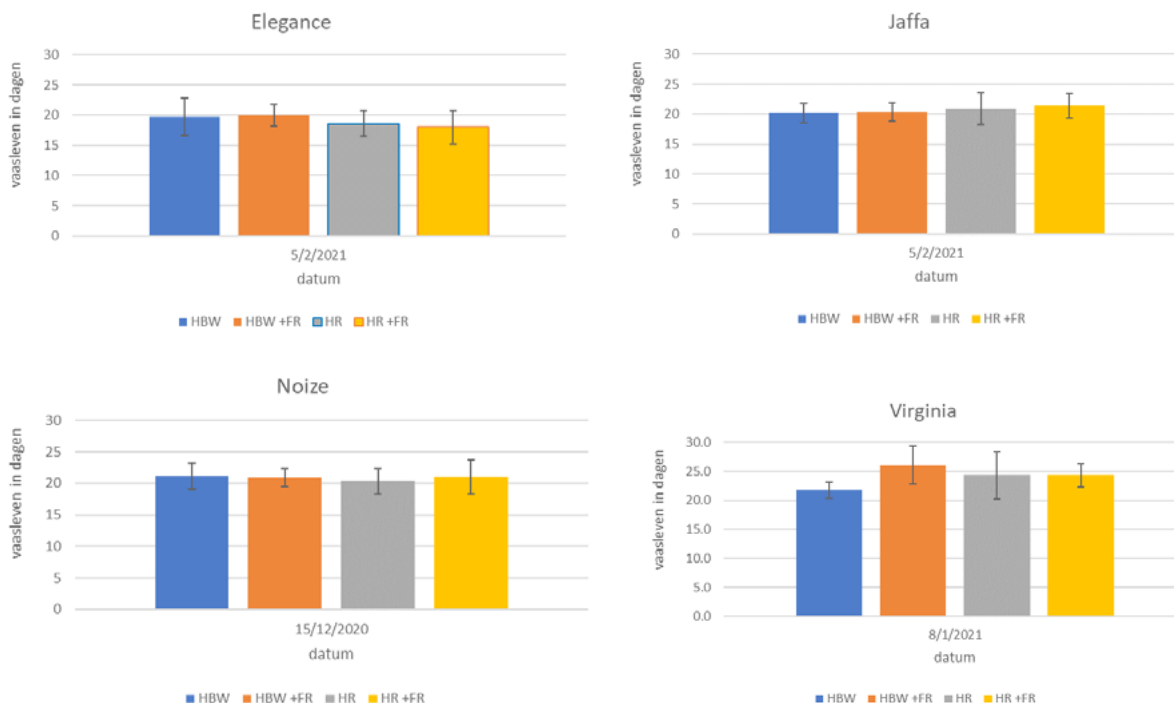 Elegance
vaasleven in dagen
30
25
20
15
10
5
0
5/2/2021
datum
HBW HBW +FR HR HR +FR
Jaffa
vaasleven in dagen
30
25
20
15
10
5
0
5/2/2021
datum
HBW HBW +FR HR HR +FR
Noize
vaasleven in dagen
30
25
20
15
10
5
0
15/12/2020
datum
HBW HBW +FR HR HR +FR
Virginia
vaasleven in dagen
30.0
25.0
20.0
15.0
10.0
5.0
0.0
8/1/2021
datum
HBW HBW +FR HR HR +FR